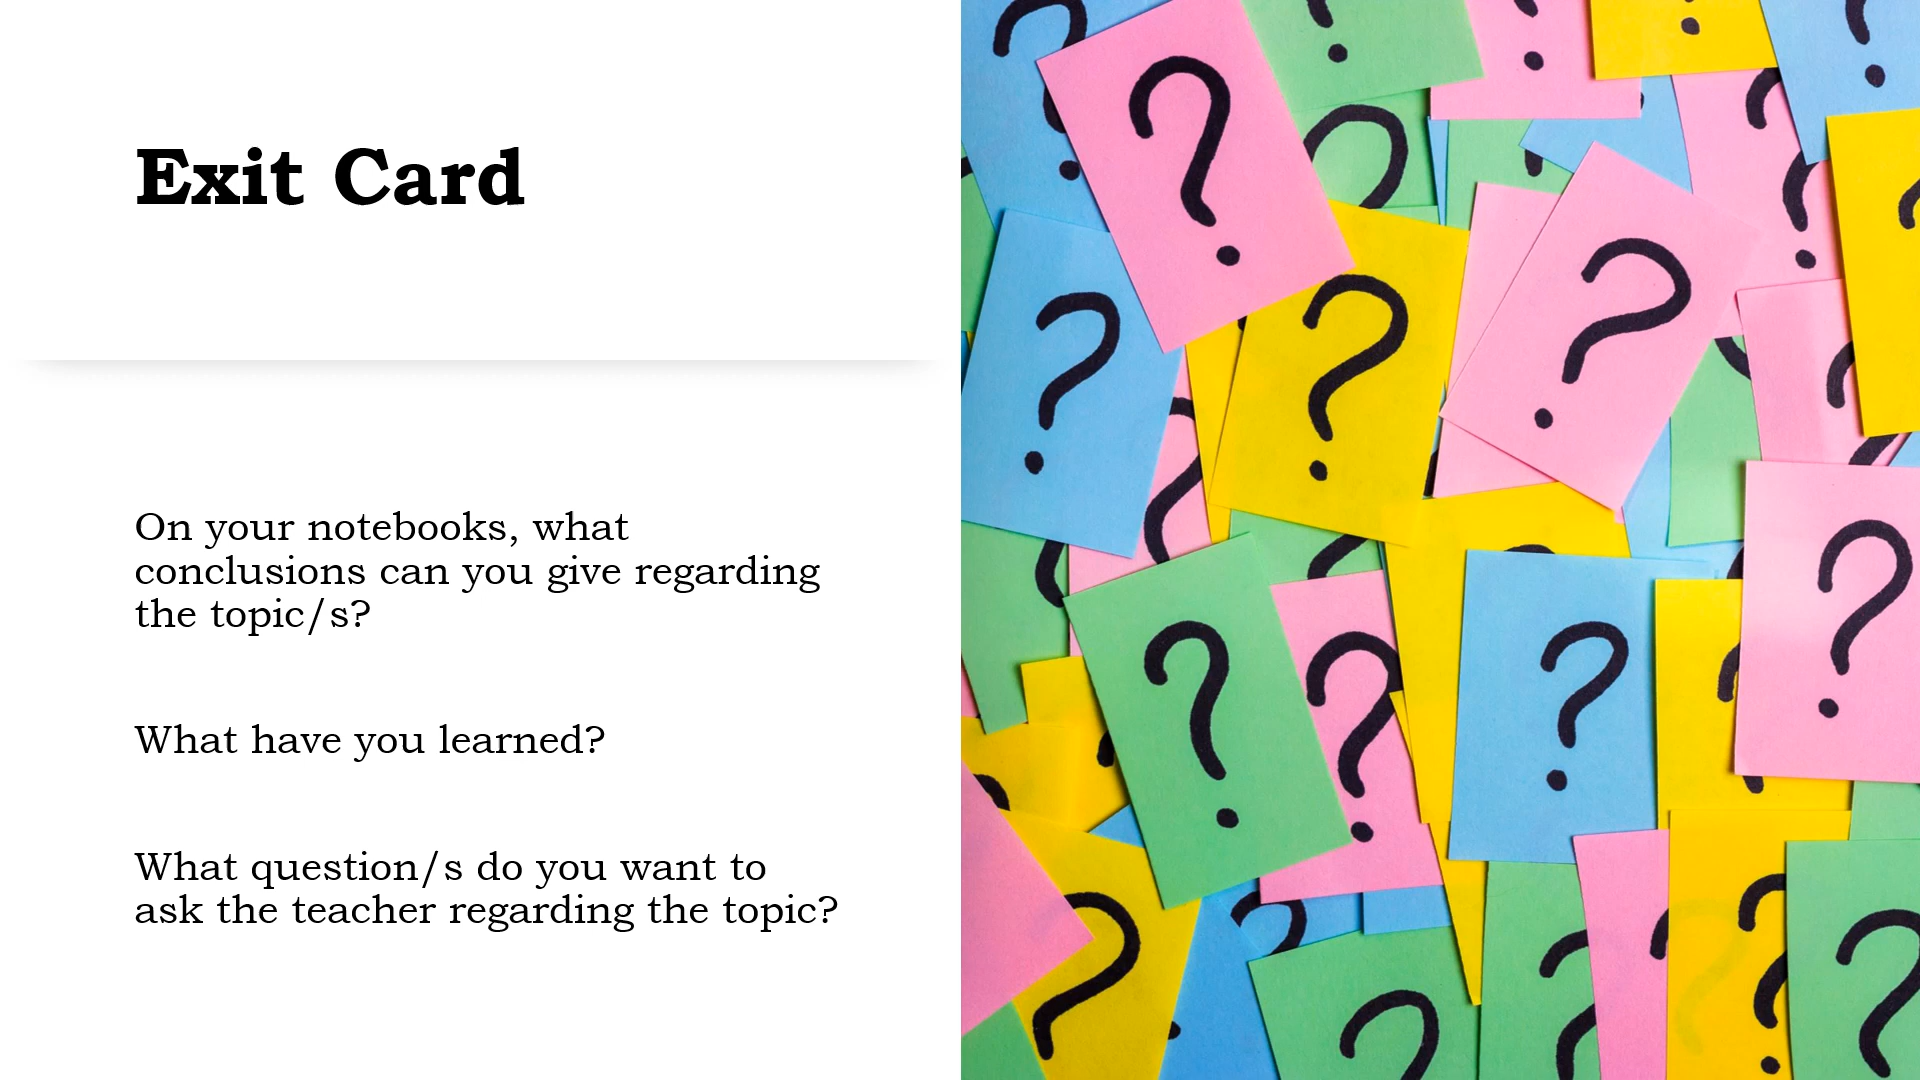 Exit Card
On your notebooks, what
conclusions can you give regarding
the topic/s?
What have you learned?
What question/s do you want to
ask the teacher regarding the topic?